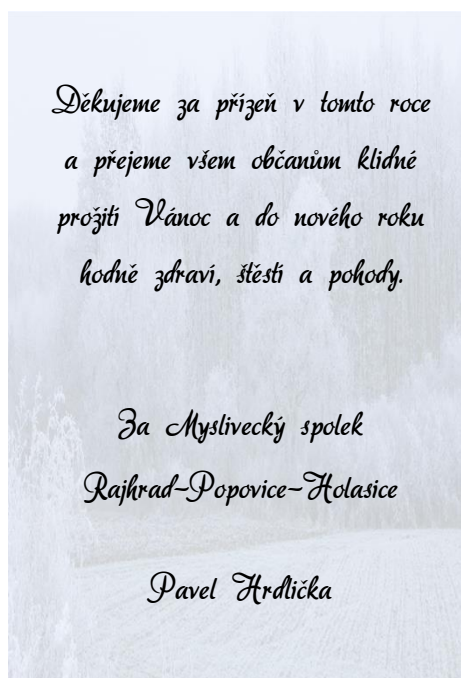 Děkujeme za přízeň v tomto roce
a přejeme všem občanům klidné
prožití Vánoc a do nového roku
hodně zdraví, štěstí a pohody.
Za Myslivecký spolek
Rajhrad-Popovice-Holasice
Pavel Hrdlička